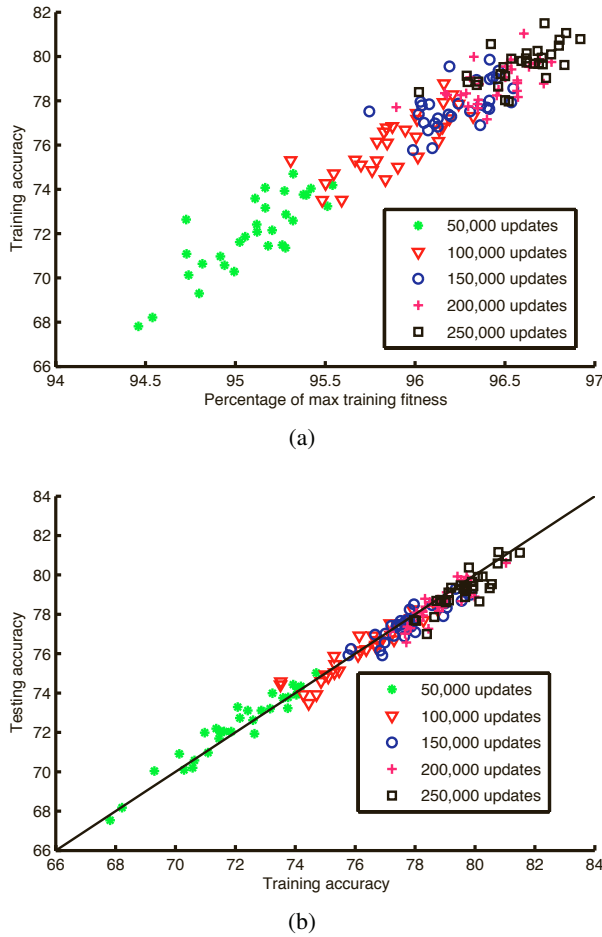 84
82
80
78
76
74
72
70
68
66
Training accuracy
50,000 updates
100,000 updates
150,000 updates
200,000 updates
250,000 updates
94 94.5 95 95.5 96 96.5 97
Percentage of max training fitness
(a)
84
82
80
78
76
74
72
70
68
66
Testing accuracy
50,000 updates
100,000 updates
150,000 updates
200,000 updates
250,000 updates
66 68 70 72 74 76 78 80 82 84
Training accuracy
(b)